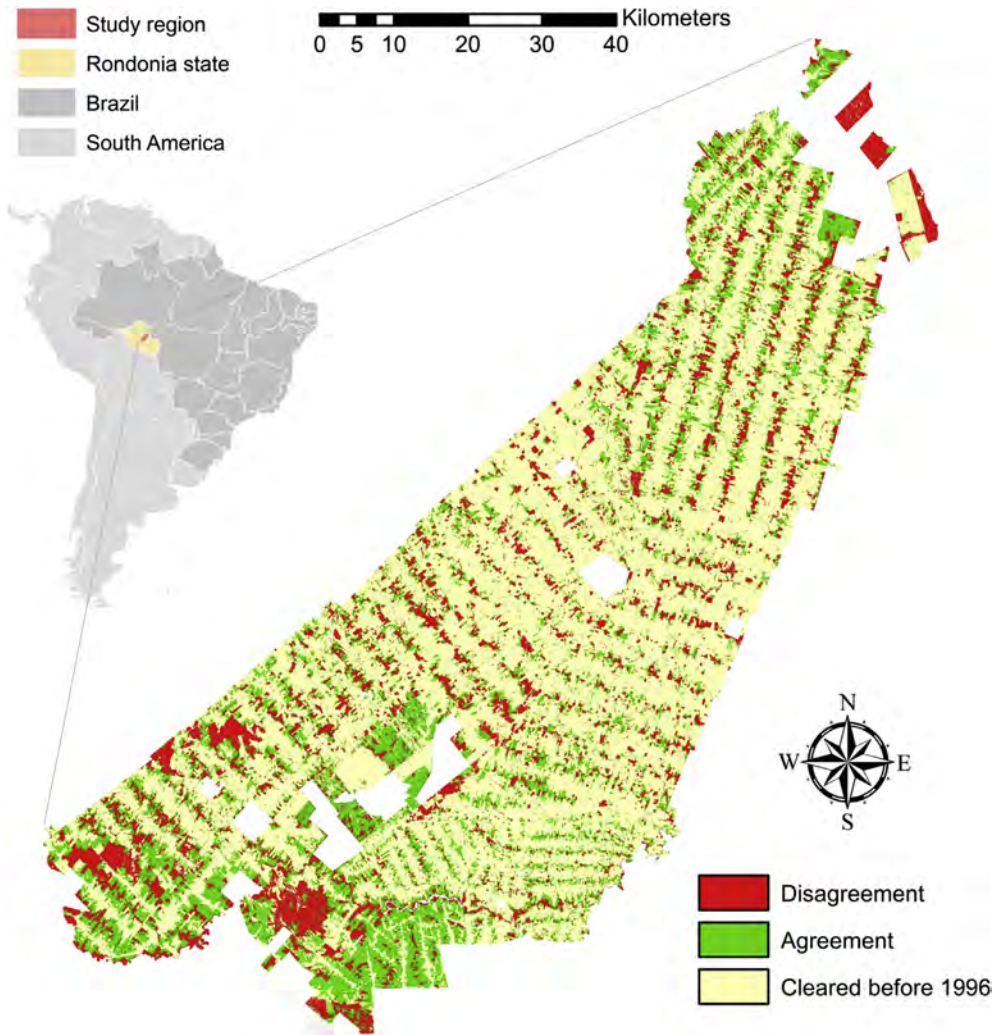 Study region
Rondonia state
Brazil
South America
Kilometers
0 5 10 20 30 40
N
W E
S
Disagreement
Agreement
Cleared before 1996